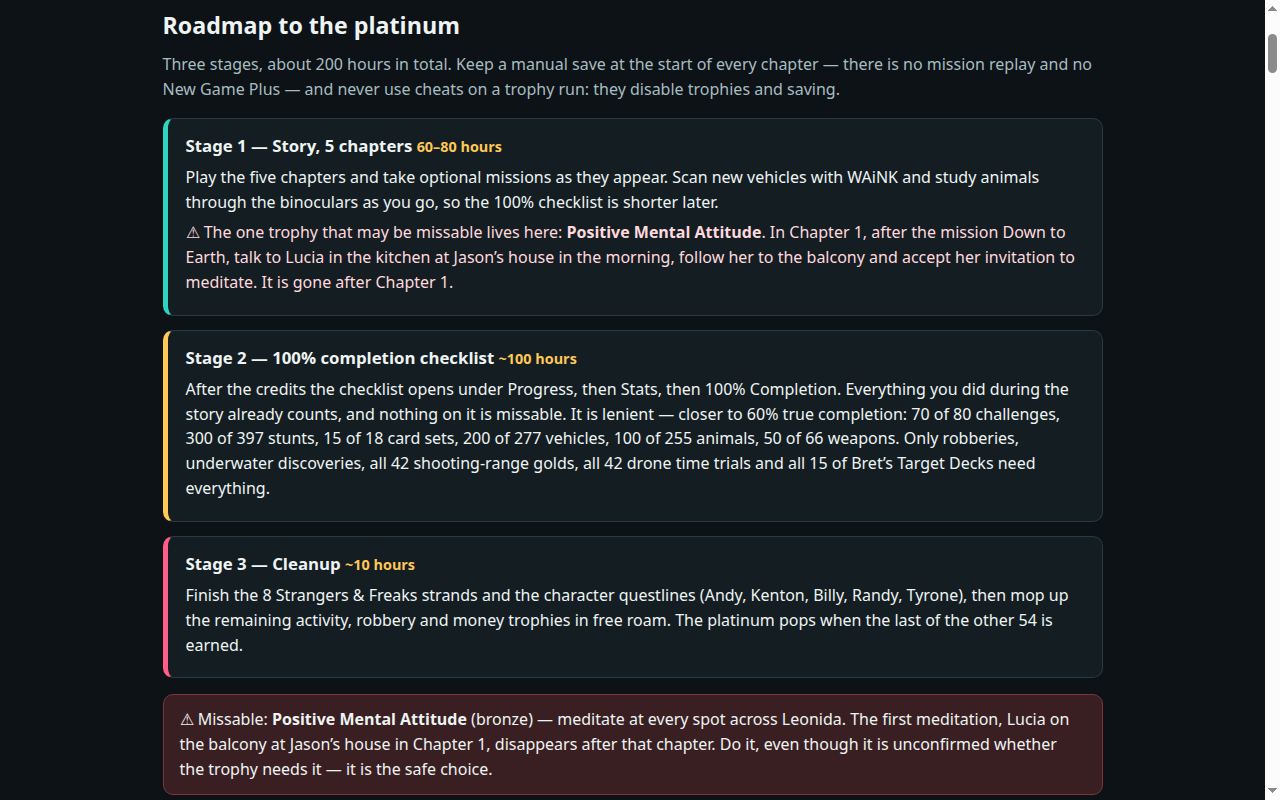 Roadmap to the platinum
Three stages, about 200 hours in total. Keep a manual save at the start of every chapter — there is no mission replay and no
New Game Plus — and never use cheats on a trophy run: they disable trophies and saving.
Stage 1 — Story, 5 chapters 60–80 hours
Play the five chapters and take optional missions as they appear. Scan new vehicles with WAiNK and study animals
through the binoculars as you go, so the 100% checklist is shorter later.
⚠ The one trophy that may be missable lives here: Positive Mental Attitude. In Chapter 1, after the mission Down to
Earth, talk to Lucia in the kitchen at Jason’s house in the morning, follow her to the balcony and accept her invitation to
meditate. It is gone after Chapter 1.
Stage 2 — 100% completion checklist ~100 hours
After the credits the checklist opens under Progress, then Stats, then 100% Completion. Everything you did during the
story already counts, and nothing on it is missable. It is lenient — closer to 60% true completion: 70 of 80 challenges,
300 of 397 stunts, 15 of 18 card sets, 200 of 277 vehicles, 100 of 255 animals, 50 of 66 weapons. Only robberies,
underwater discoveries, all 42 shooting-range golds, all 42 drone time trials and all 15 of Bret’s Target Decks need
everything.
Stage 3 — Cleanup ~10 hours
Finish the 8 Strangers & Freaks strands and the character questlines (Andy, Kenton, Billy, Randy, Tyrone), then mop up
the remaining activity, robbery and money trophies in free roam. The platinum pops when the last of the other 54 is
earned.
⚠ Missable: Positive Mental Attitude (bronze) — meditate at every spot across Leonida. The first meditation, Lucia on
the balcony at Jason’s house in Chapter 1, disappears after that chapter. Do it, even though it is unconfirmed whether
the trophy needs it — it is the safe choice.